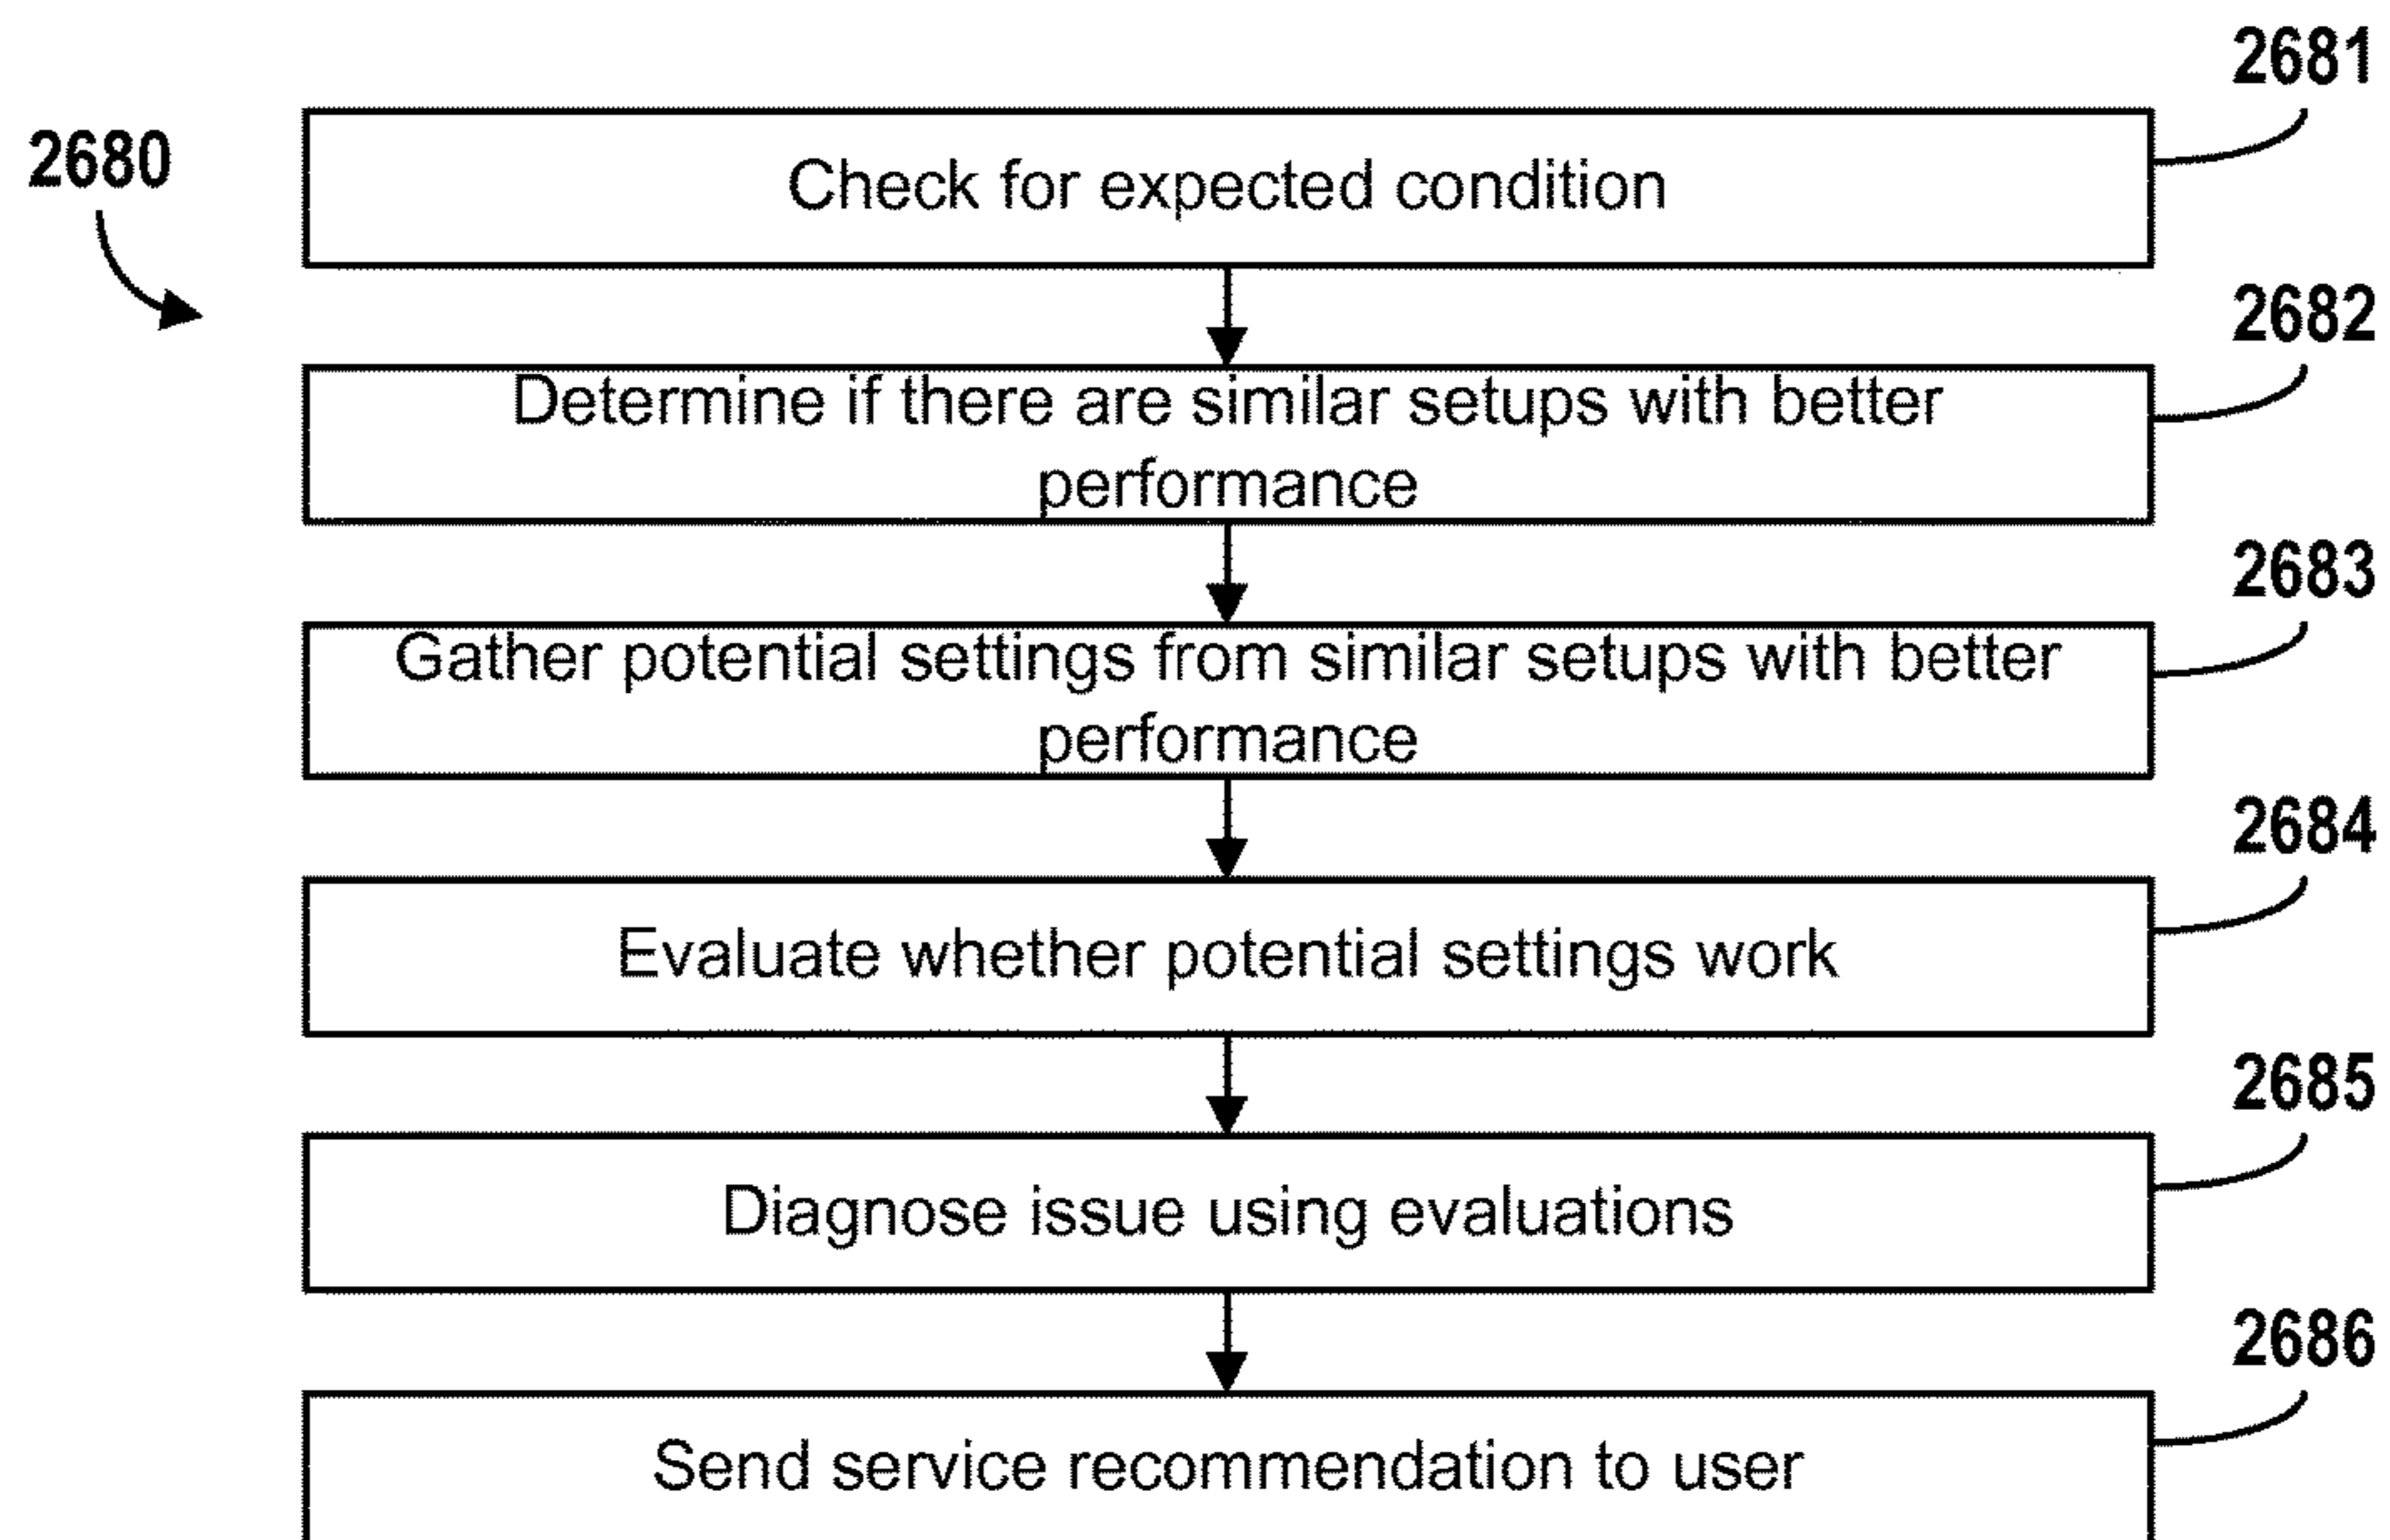 2681
2680
Check for expected condition
2682
Determine if there are similar setups with better
performance
2683
Gather potential settings from similar setups with better
performance
2684
Evaluate whether potential settings work
2685
Diagnose issue using evaluations
2686
Send service recommendation to user